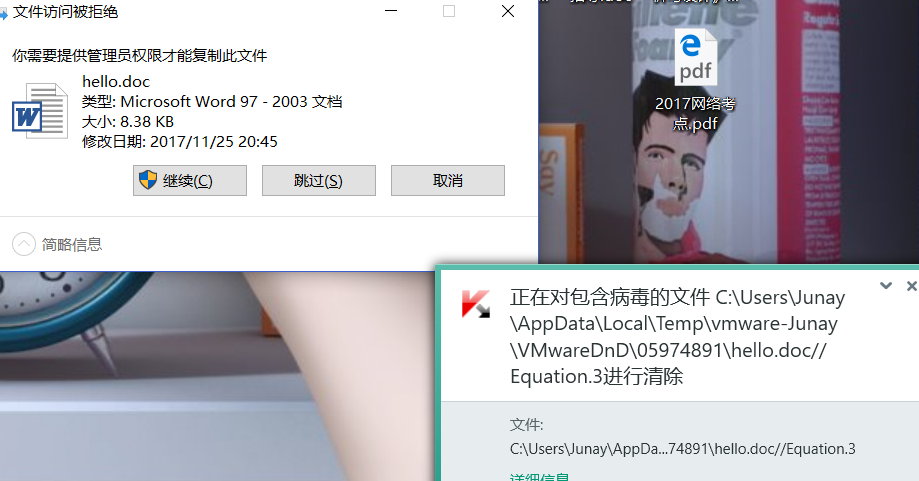 文件访问被拒绝
你需要提供管理员权限才能复制此文件
hello.doc
类型: Microsoft Word 97 - 2003 文档
大小: 8.38 KB
修改日期: 2017/11/25 20:45
继续(C)
跳过(S)
取消
简略信息
pdf
2017网络考
点.pdf
Say
正在对包含病毒的文件 C:\Users\Junay
\AppData\Local\Temp\vmware-Junay
\VMwareDnD\05974891\hello.doc//
Equation.3进行清除
文件:
C:\Users\Junay\AppDa...74891\hello.doc//Equation.3
详细信息